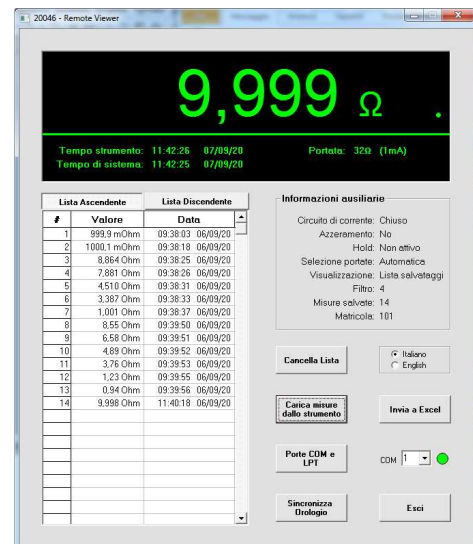 20046 - Remote Viewer
9,999 Ω .
Tempo strumento: 11:42:26 07/09/20 Portata: 32Ω (1mA)
Tempo di sistema: 11:42:25 07/09/20
Lista Ascendente Lista Discendente
# Valore Data
1 999,9 mOhm 09:38:03 06/09/20
2 1000,1 mOhm 09:38:18 06/09/20
3 8,864 Ohm 09:38:25 06/09/20
4 7,881 Ohm 09:38:26 06/09/20
5 4,510 Ohm 09:38:31 06/09/20
6 3,387 Ohm 09:38:33 06/09/20
7 1,001 Ohm 09:38:37 06/09/20
8 8,55 Ohm 09:39:50 06/09/20
9 6,58 Ohm 09:39:51 06/09/20
10 4,89 Ohm 09:39:52 06/09/20
11 3,76 Ohm 09:39:53 06/09/20
12 1,23 Ohm 09:39:55 06/09/20
13 0,94 Ohm 09:39:56 06/09/20
14 9,998 Ohm 11:40:18 06/09/20
Informazioni ausiliarie
Circuito di corrente: Chiuso
Azzeramento: No
Hold: Non attivo
Selezione portate: Automatica
Visualizzazione: Lista salvataggi
Filtro: 4
Misure salvate: 14
Matricola: 101
Cancella Lista
Italiano
English
Carica misure
dallo strumento
Invia a Excel
Porte COM e
LPT
COM 1
Sincronizza
Orologio
Esci